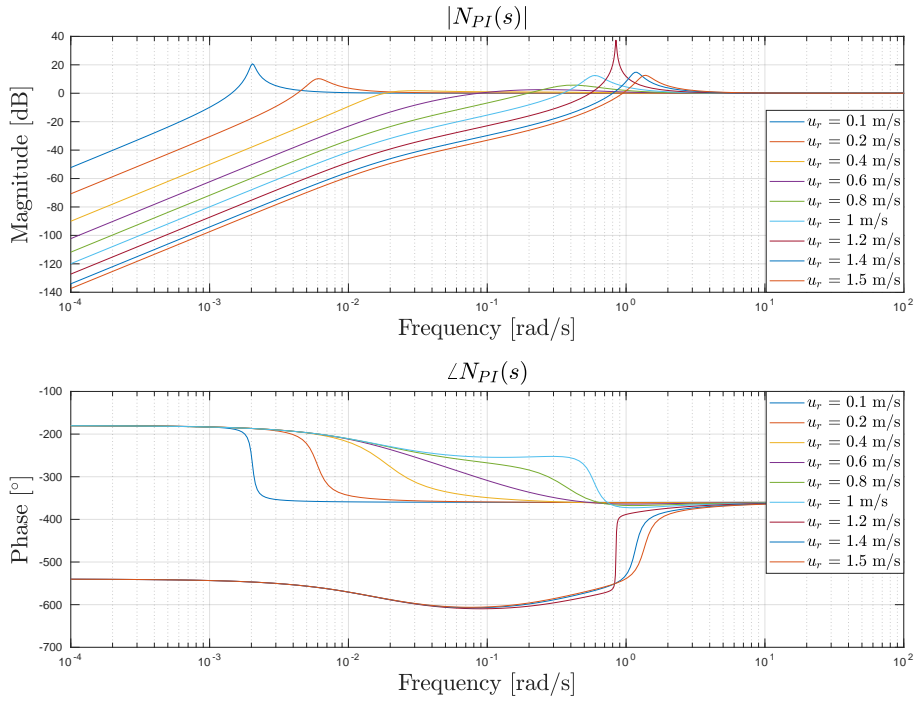 |N_{PI}(s)|
Magnitude [dB]
40
20
0
-20
-40
-60
-80
-100
-120
-140
10^{-4}
10^{-3}
10^{-2}
10^{-1}
10^{0}
10^{1}
10^{2}
Frequency [rad/s]
u_r = 0.1 m/s
u_r = 0.2 m/s
u_r = 0.4 m/s
u_r = 0.6 m/s
u_r = 0.8 m/s
u_r = 1 m/s
u_r = 1.2 m/s
u_r = 1.4 m/s
u_r = 1.5 m/s
∠N_{PI}(s)
Phase [°]
-100
-200
-300
-400
-500
-600
-700
10^{-4}
10^{-3}
10^{-2}
10^{-1}
10^{0}
10^{1}
10^{2}
Frequency [rad/s]
u_r = 0.1 m/s
u_r = 0.2 m/s
u_r = 0.4 m/s
u_r = 0.6 m/s
u_r = 0.8 m/s
u_r = 1 m/s
u_r = 1.2 m/s
u_r = 1.4 m/s
u_r = 1.5 m/s